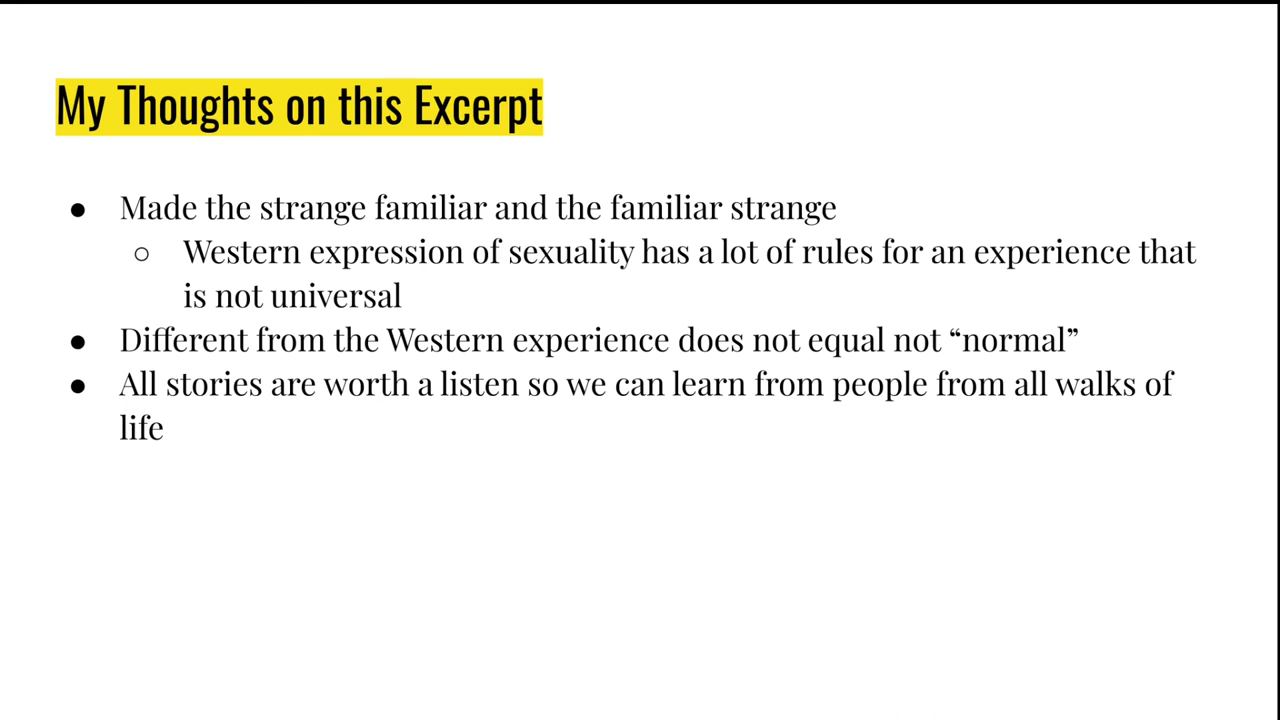 My Thoughts on this Excerpt
● Made the strange familiar and the familiar strange
○ Western expression of sexuality has a lot of rules for an experience that
is not universal
● Different from the Western experience does not equal not “normal”
● All stories are worth a listen so we can learn from people from all walks of
life